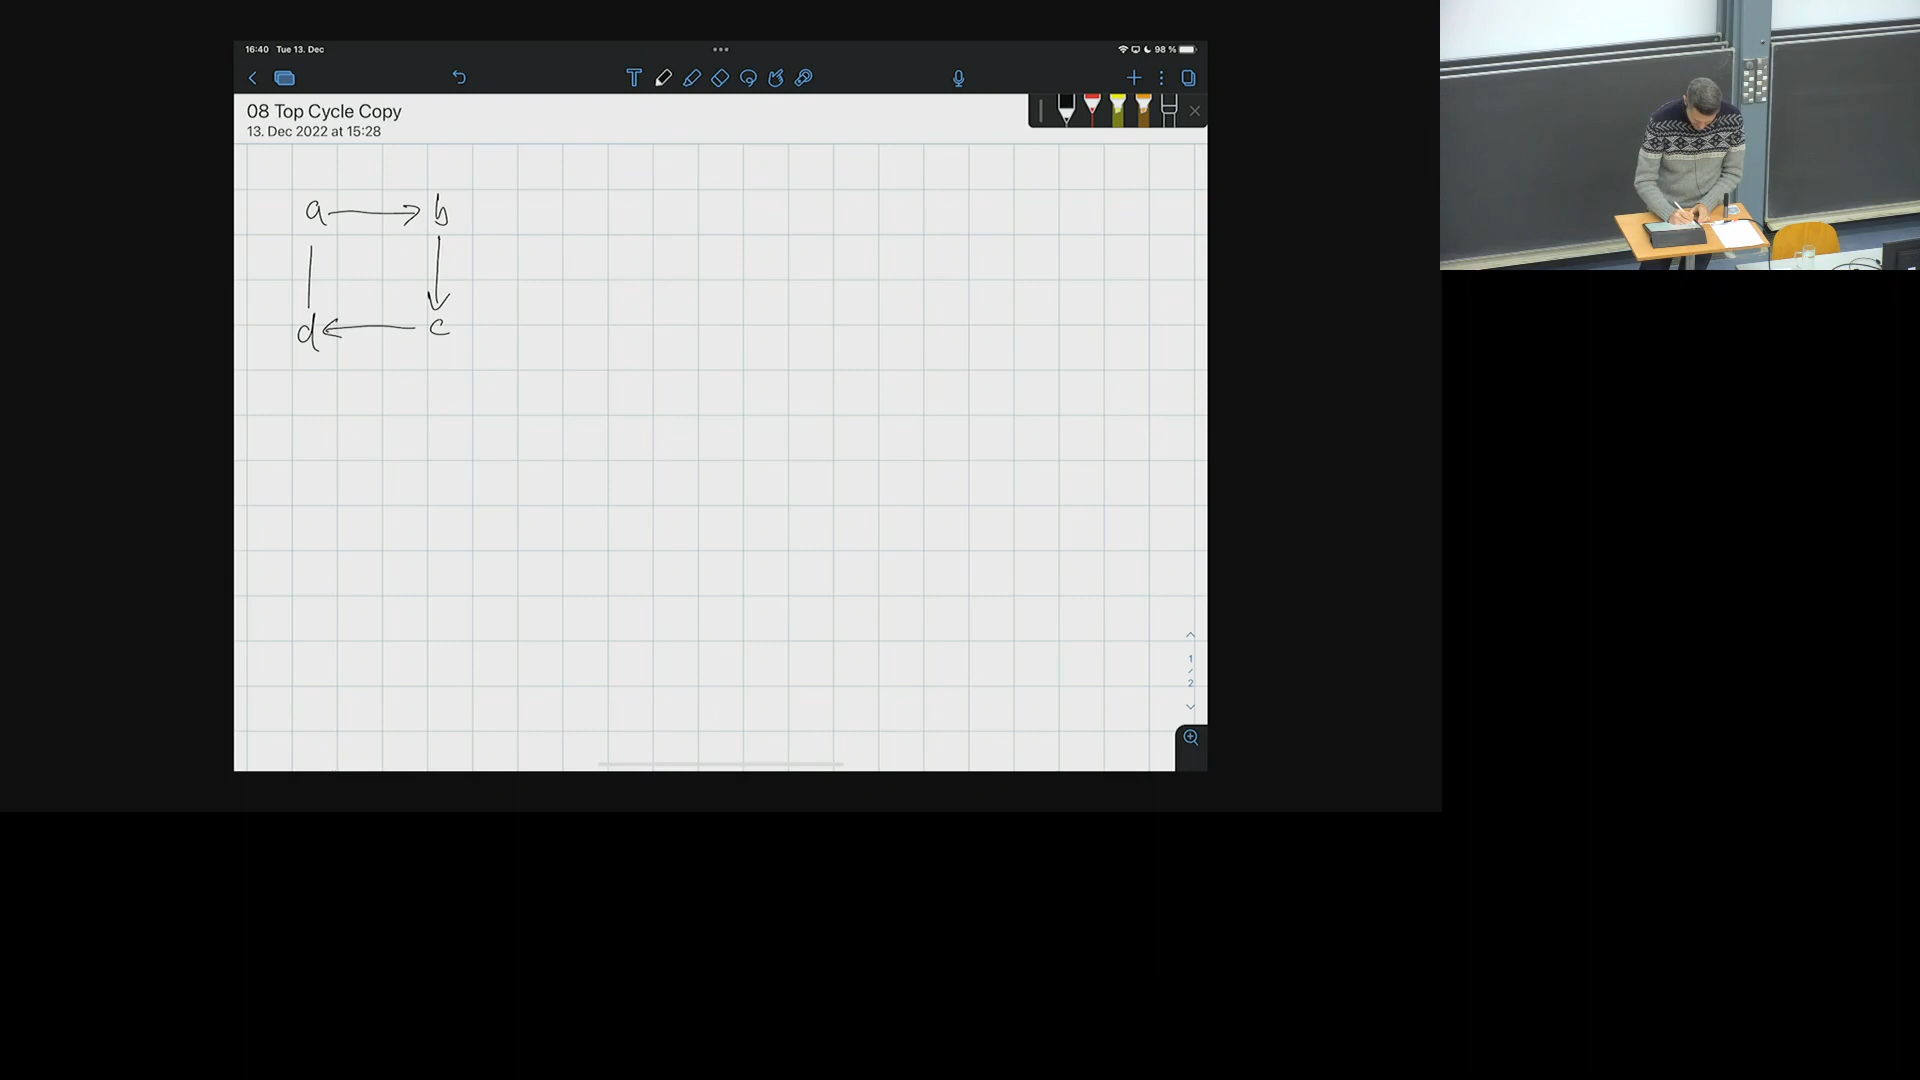 16:40 Tue 13. Dec
98 %
T
08 Top Cycle Copy
13. Dec 2022 at 15:28
a b
d c
1
2